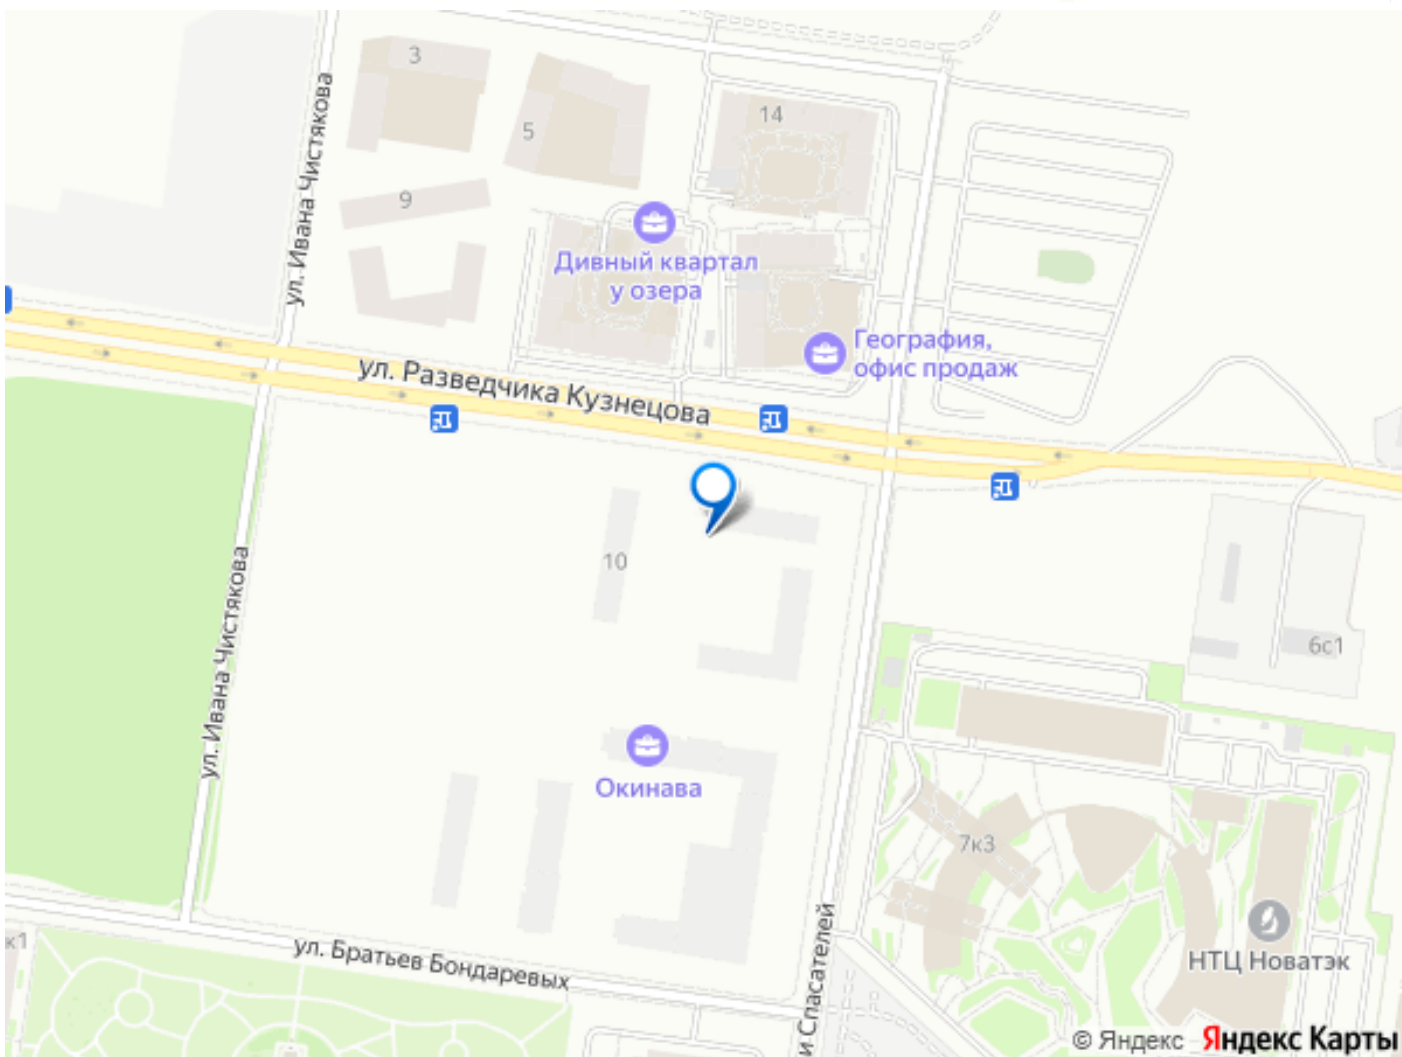 3
14
5
9
ул. Ивана Чистякова
Дивный квартал
у озера
География,
офис продаж
ул. Разведчика Кузнецова
10
6с1
ул. Ивана Чистякова
Окинава
7к3
и Спасателей
НТЦ Новатэк
к1
ул. Братьев Бондаревых
© Яндекс Яндекс Карты